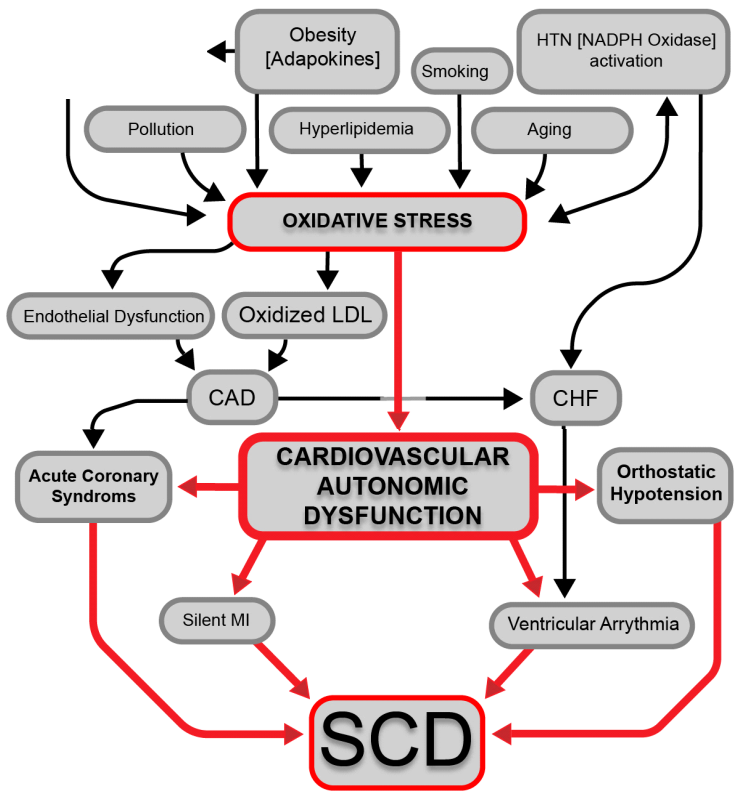 Obesity
[Adapokines]
HTN [NADPH Oxidase]
activation
Smoking
Pollution
Hyperlipidemia
Aging
OXIDATIVE STRESS
Endothelial Dysfunction
Oxidized LDL
CAD
CHF
Acute Coronary
Syndroms
CARDIOVASCULAR
AUTONOMIC
DYSFUNCTION
Orthostatic
Hypotension
Silent MI
Ventricular Arrythmia
SCD